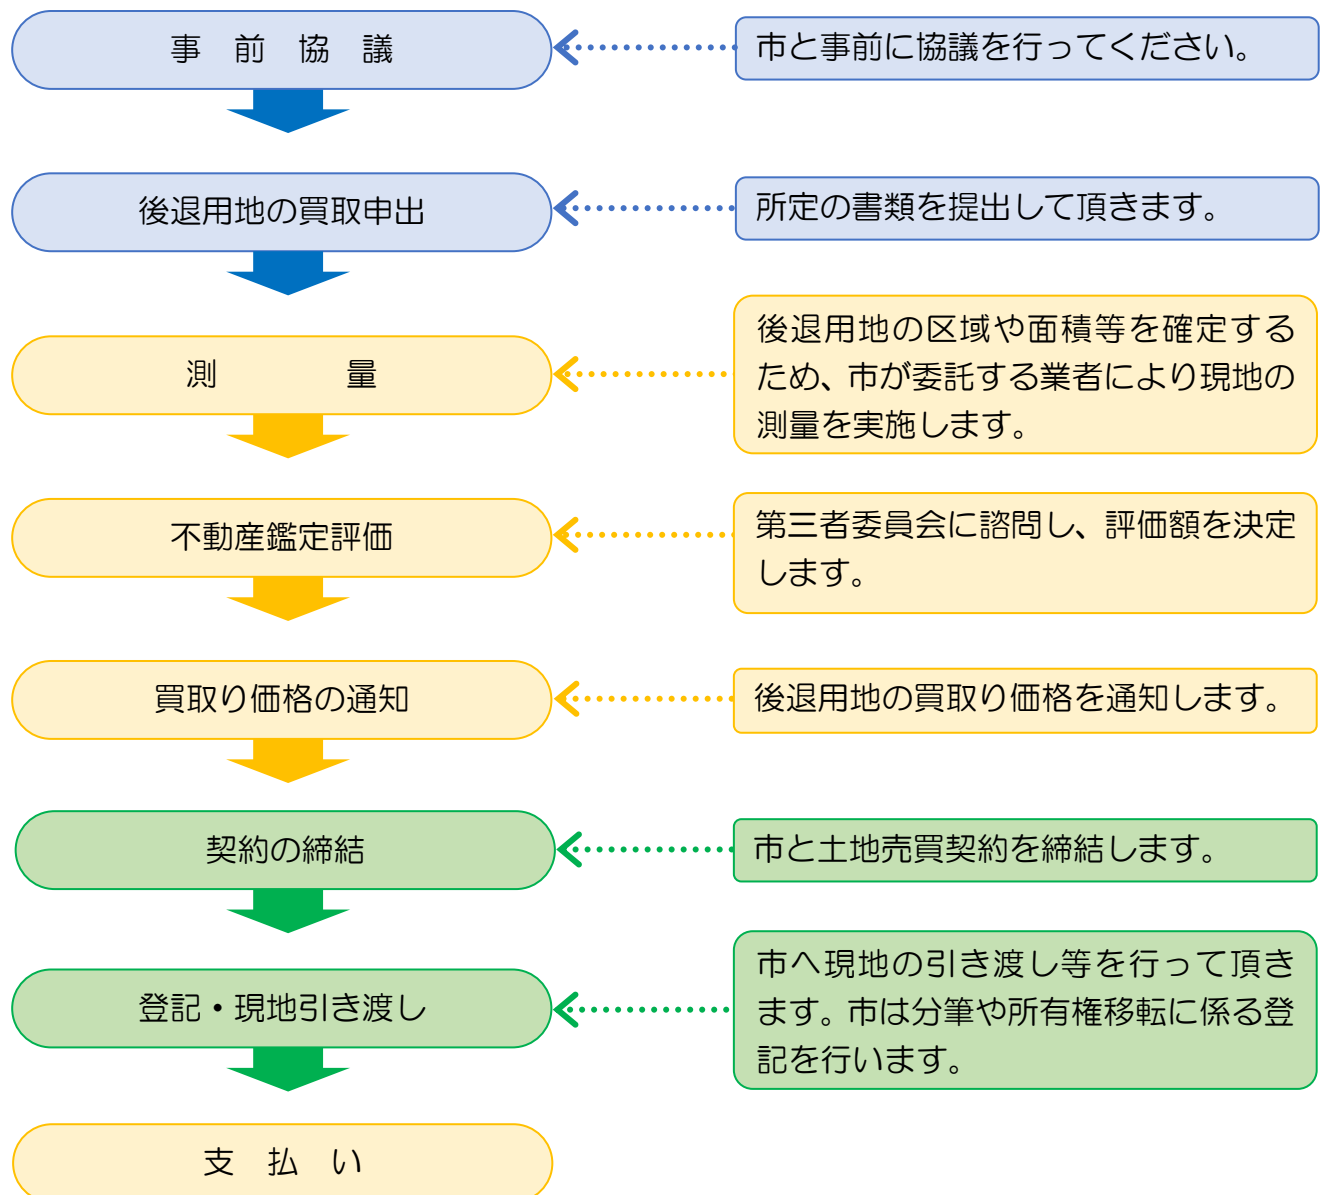 事　前　協　議
市と事前に協議を行ってください。
後退用地の買取申出
所定の書類を提出して頂きます。
測　　　　量
後退用地の区域や面積等を確定する
ため、市が委託する業者により現地の
測量を実施します。
不動産鑑定評価
第三者委員会に諮問し、評価額を決定
します。
買取り価格の通知
後退用地の買取り価格を通知します。
契約の締結
市と土地売買契約を締結します。
登記・現地引き渡し
市へ現地の引き渡し等を行って頂き
ます。市は分筆や所有権移転に係る登
記を行います。
支　払　い